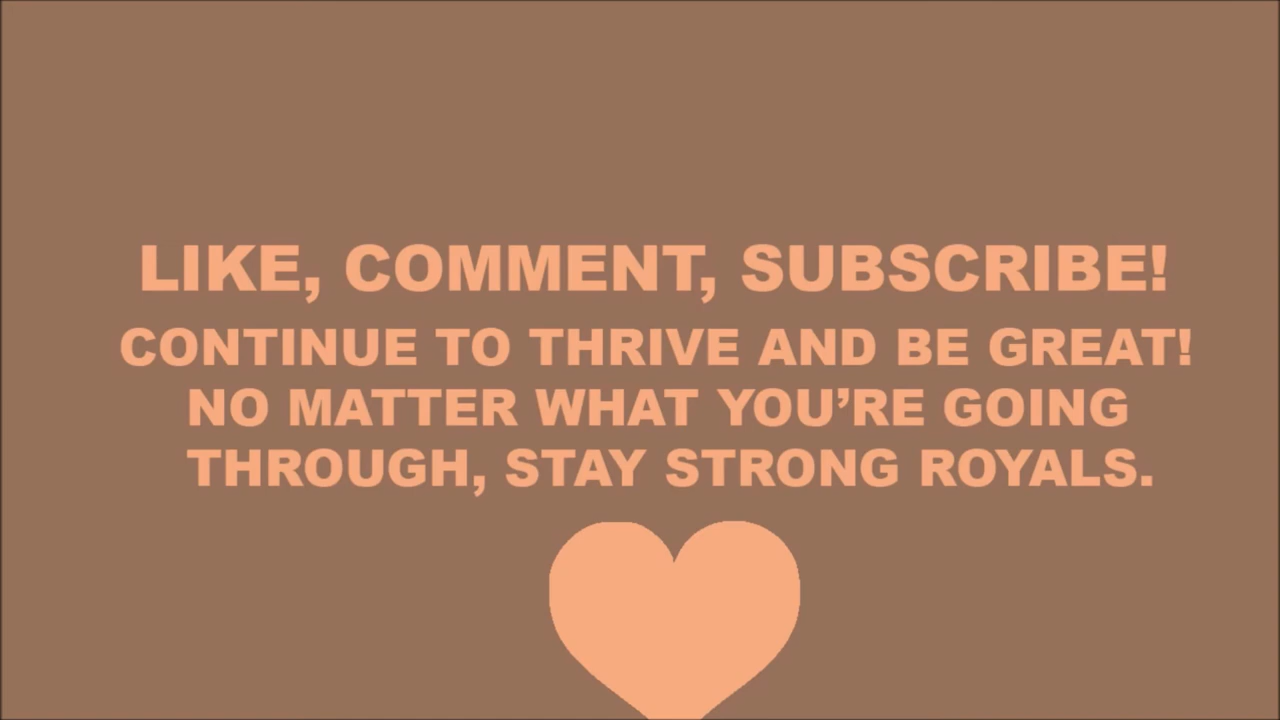 LIKE, COMMENT, SUBSCRIBE!
CONTINUE TO THRIVE AND BE GREAT!
NO MATTER WHAT YOU’RE GOING
THROUGH, STAY STRONG ROYALS.